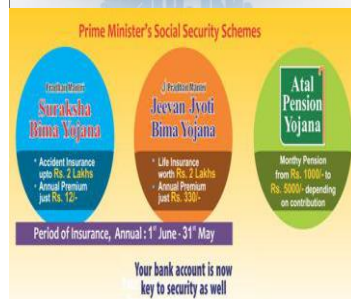 Prime Minister's Social Security Schemes
Pradhan Mantri
Suraksha
Bima Yojana
• Accident Insurance
upto Rs. 2 Lakhs
• Annual Premium
just Rs. 12/-
Pradhan Mantri
Jeevan Jyoti
Bima Yojana
• Life Insurance
worth Rs. 2 Lakhs
• Annual Premium
just Rs. 330/-
Atal
Pension
Yojana
Monthy Pension
from Rs. 1000/- to
Rs. 5000/- depending
on contribution
Period of Insurance, Annual : 1st June - 31st May
Your bank account is now
key to security as well